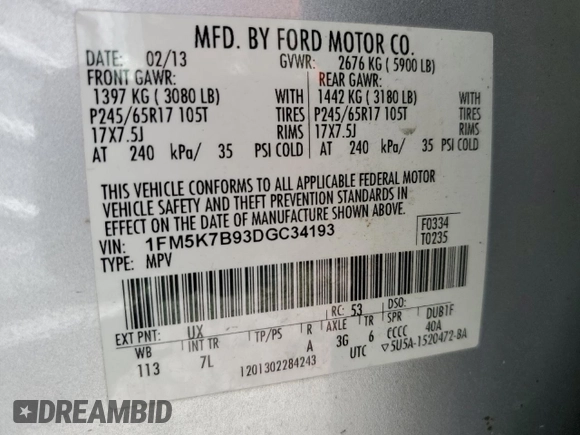 MFD. BY FORD MOTOR CO.
DATE: 02/13 GVWR: 2676 KG ( 5900 LB)
FRONT GAWR: REAR GAWR:
1397 KG ( 3080 LB) WITH 1442 KG ( 3180 LB) WITH
P245/65R17 105T TIRES P245/65R17 105T TIRES
17X7.5J RIMS 17X7.5J RIMS
AT 240 kPa/ 35 PSI COLD AT 240 kPa/ 35 PSI COLD
THIS VEHICLE CONFORMS TO ALL APPLICABLE FEDERAL MOTOR
VEHICLE SAFETY AND THEFT PREVENTION STANDARDS IN
EFFECT ON THE DATE OF MANUFACTURE SHOWN ABOVE.
VIN: 1FM5K7B93DGC34193 F0334
TYPE: MPV T0235
EXT PNT: UX RC: 53 DSO:
WB INT TR TP/PS R AXLE TR SPR DUB1F
113 7L A 3G 6 CCCC 40A
1201302284243 UTC ▽5U5A-1520472-BA
DREAMBID